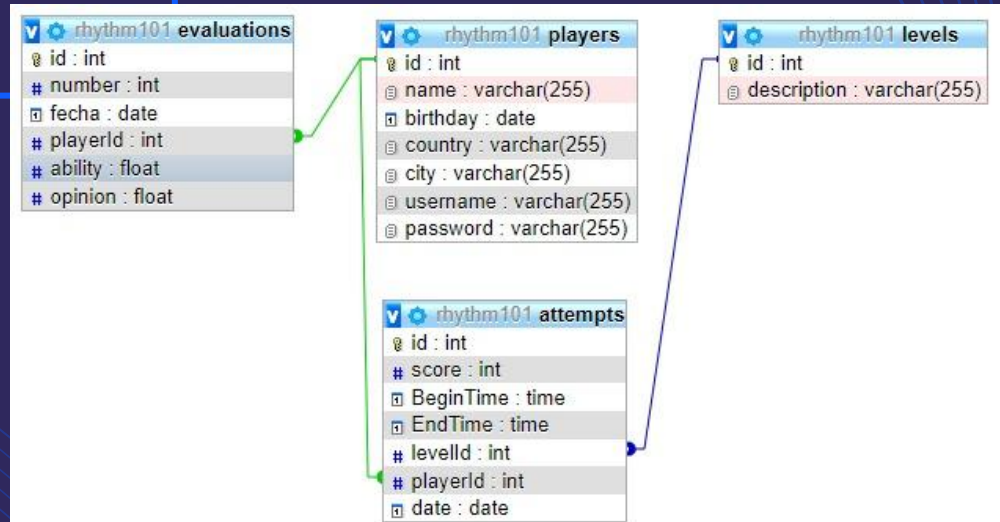 rhythm101 evaluations
id : int
# number : int
fecha : date
# playerId : int
# ability : float
# opinion : float
rhythm101 players
id : int
name : varchar(255)
birthday : date
country : varchar(255)
city : varchar(255)
username : varchar(255)
password : varchar(255)
rhythm101 levels
id : int
description : varchar(255)
rhythm101 attempts
id : int
# score : int
BeginTime : time
EndTime : time
# levelId : int
# playerId : int
date : date